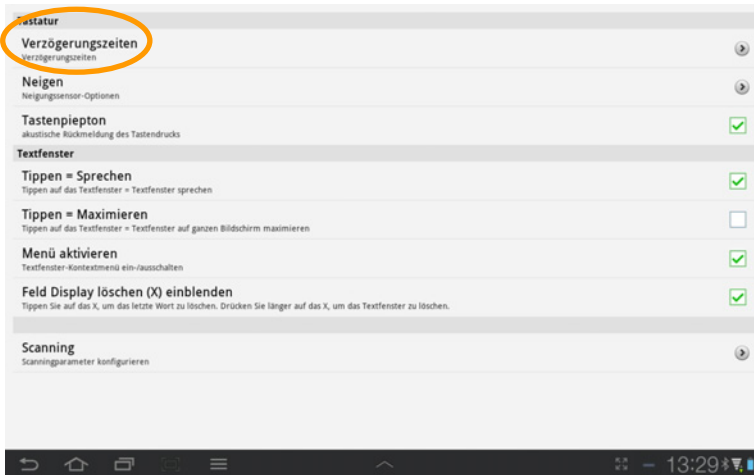 Tastatur
Verzögerungszeiten
Verzögerungszeiten
Neigen
Neigungssensor-Optionen
Tastenpiepton
akustische Rückmeldung des Tastendrucks
Textfenster
Tippen = Sprechen
Tippen auf das Textfenster = Textfenster sprechen
Tippen = Maximieren
Tippen auf das Textfenster = Textfenster auf ganzen Bildschirm maximieren
Menü aktivieren
Textfenster-Kontextmenü ein-/ausschalten
Feld Display löschen (X) einblenden
Tippen Sie auf das X, um das letzte Wort zu löschen. Drücken Sie länger auf das X, um das Textfenster zu löschen.
Scanning
Scanningparameter konfigurieren
13:29